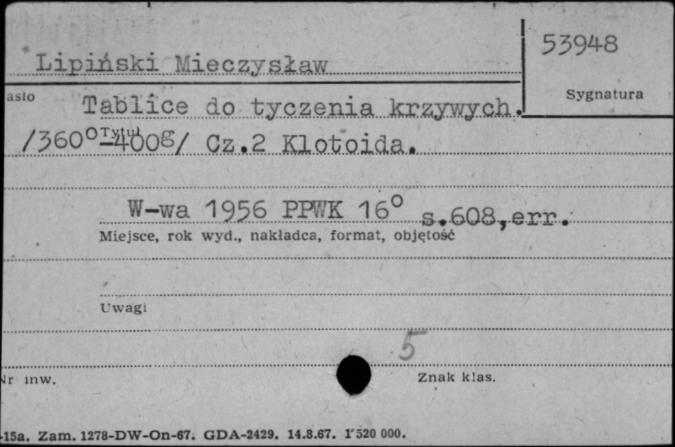 53948
Lipiński Mieczysław
asło
Sygnatura
Tablice do tyczenia krzywych.
Tytuł
/360°-400g/ Cz.2 Klotoida.
W-wa 1956 PPWK 16° s.608,err.
Miejsce, rok wyd., nakładca, format, objętość
Uwagi
5
Nr inw.
Znak klas.
-15a. Zam. 1278-DW-On-67. GDA-2429. 14.8.67. 1 520 000.